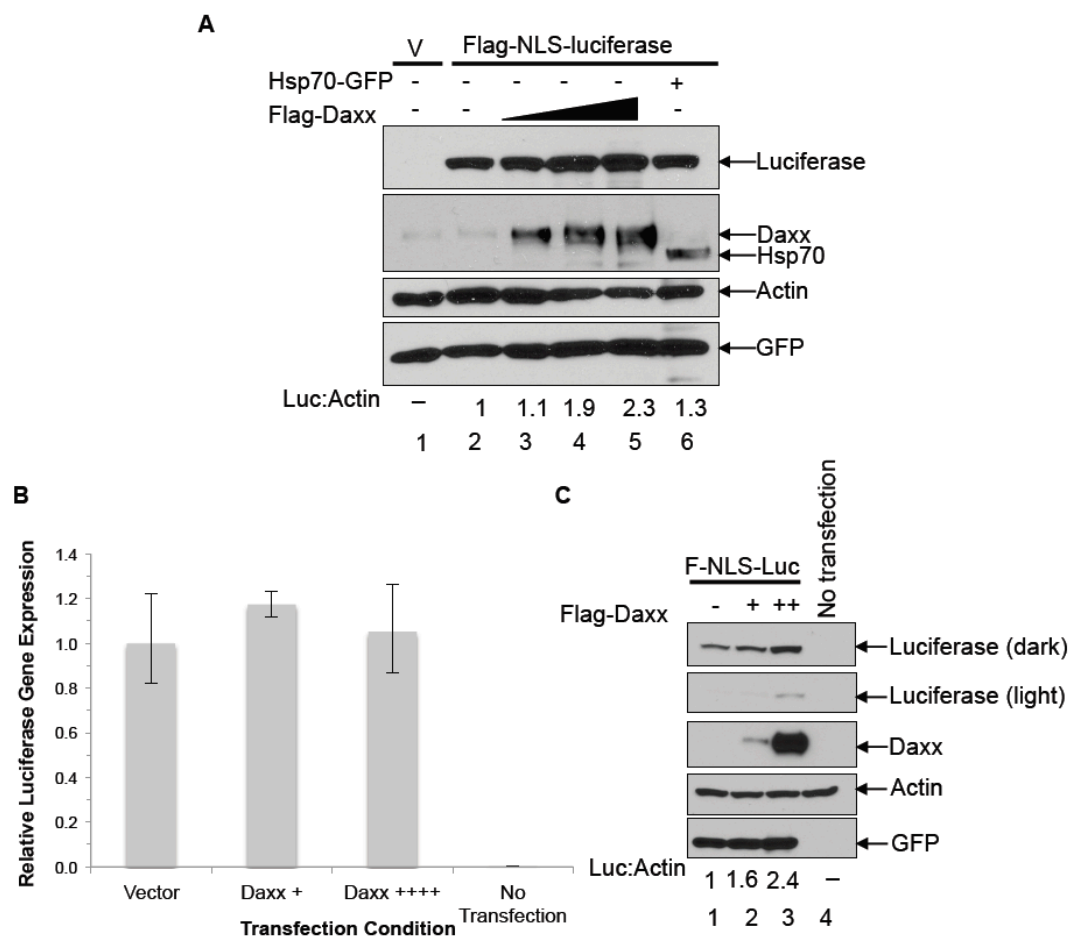 A
V Flag-NLS-luciferase
Hsp70-GFP - - - - - +
Flag-Daxx - - -
Luciferase
Daxx
Hsp70
Actin
GFP
Luc:Actin – 1 1.1 1.9 2.3 1.3
1 2 3 4 5 6
B
Relative Luciferase Gene Expression
1.4
1.2
1.0
0.8
0.6
0.4
0.2
0.0
Vector Daxx + Daxx ++++ No Transfection
Transfection Condition
C
F-NLS-Luc No transfection
Flag-Daxx - + ++
Luciferase (dark)
Luciferase (light)
Daxx
Actin
GFP
Luc:Actin 1 1.6 2.4 –
1 2 3 4